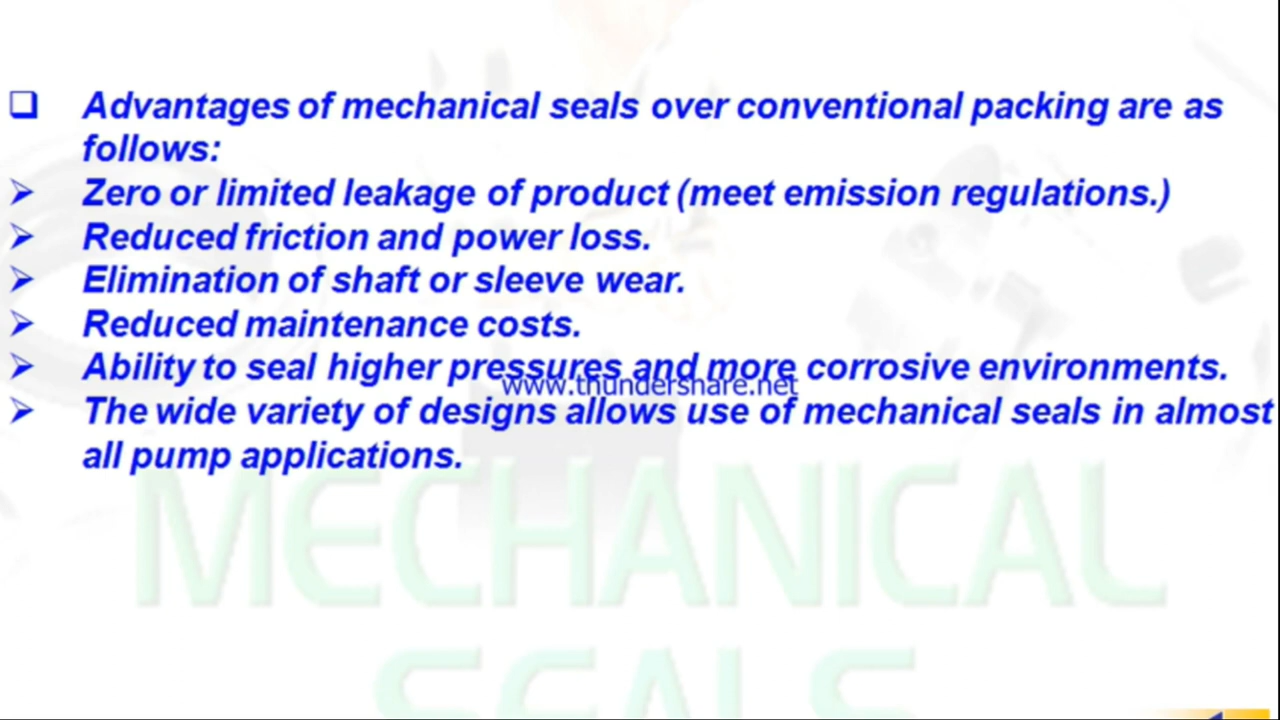 Advantages of mechanical seals over conventional packing are as
follows:
Zero or limited leakage of product (meet emission regulations.)
Reduced friction and power loss.
Elimination of shaft or sleeve wear.
Reduced maintenance costs.
Ability to seal higher pressures and more corrosive environments.
www.thundershare.net
The wide variety of designs allows use of mechanical seals in almost
all pump applications.
MECHANICAL
SEALS